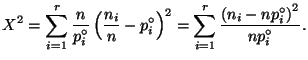 $$X^2 = \sum_{i=1}^{r} \frac{n}{p_i^\circ} \left( \frac{n_i}{n} - p_i^\circ \right)^2 = \sum_{i=1}^{r} \frac{(n_i - np_i^\circ)^2}{np_i^\circ}.$$